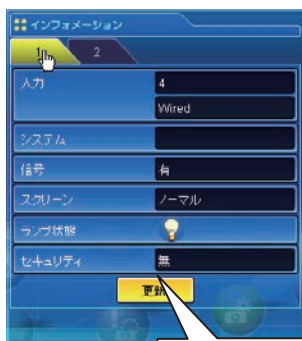 インフォメーション
1 2
入力 4
Wired
システム
信号 有
スクリーン ノーマル
ランプ状態
セキュリティ 無
更新